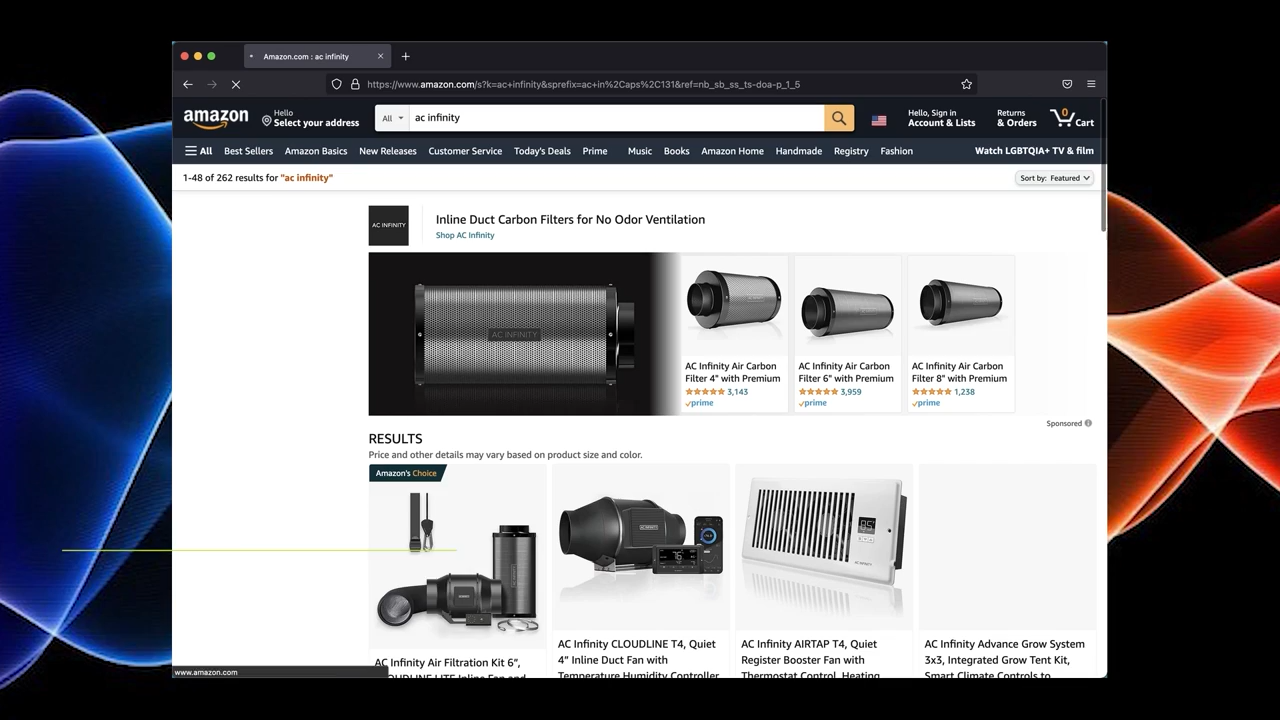 Amazon.com : ac infinity
https://www.amazon.com/s?k=ac+infinity&sprefix=ac+in%2Caps%2C131&ref=nb_sb_ss_ts-doa-p_1_5
amazon
Hello
Select your address
All
ac infinity
Hello, Sign in
Account & Lists
Returns
& Orders
0
Cart
All
Best Sellers
Amazon Basics
New Releases
Customer Service
Today's Deals
Prime
Music
Books
Amazon Home
Handmade
Registry
Fashion
Watch LGBTQIA+ TV & film
1-48 of 262 results for "ac infinity"
Sort by: Featured
AC INFINITY
Inline Duct Carbon Filters for No Odor Ventilation
Shop AC Infinity
AC INFINITY
AC Infinity Air Carbon
Filter 4" with Premium
3,143
prime
AC Infinity Air Carbon
Filter 6" with Premium
3,959
prime
AC Infinity Air Carbon
Filter 8" with Premium
1,238
prime
Sponsored
RESULTS
Price and other details may vary based on product size and color.
Amazon's Choice
AC INFINITY
AC Infinity Air Filtration Kit 6",
CLOUDLINE LITE Inline Fan and
AC Infinity CLOUDLINE T4, Quiet
4" Inline Duct Fan with
Temperature Humidity Controller
AC Infinity AIRTAP T4, Quiet
Register Booster Fan with
Thermostat Control, Heating
AC Infinity Advance Grow System
3x3, Integrated Grow Tent Kit,
Smart Climate Controls to
www.amazon.com